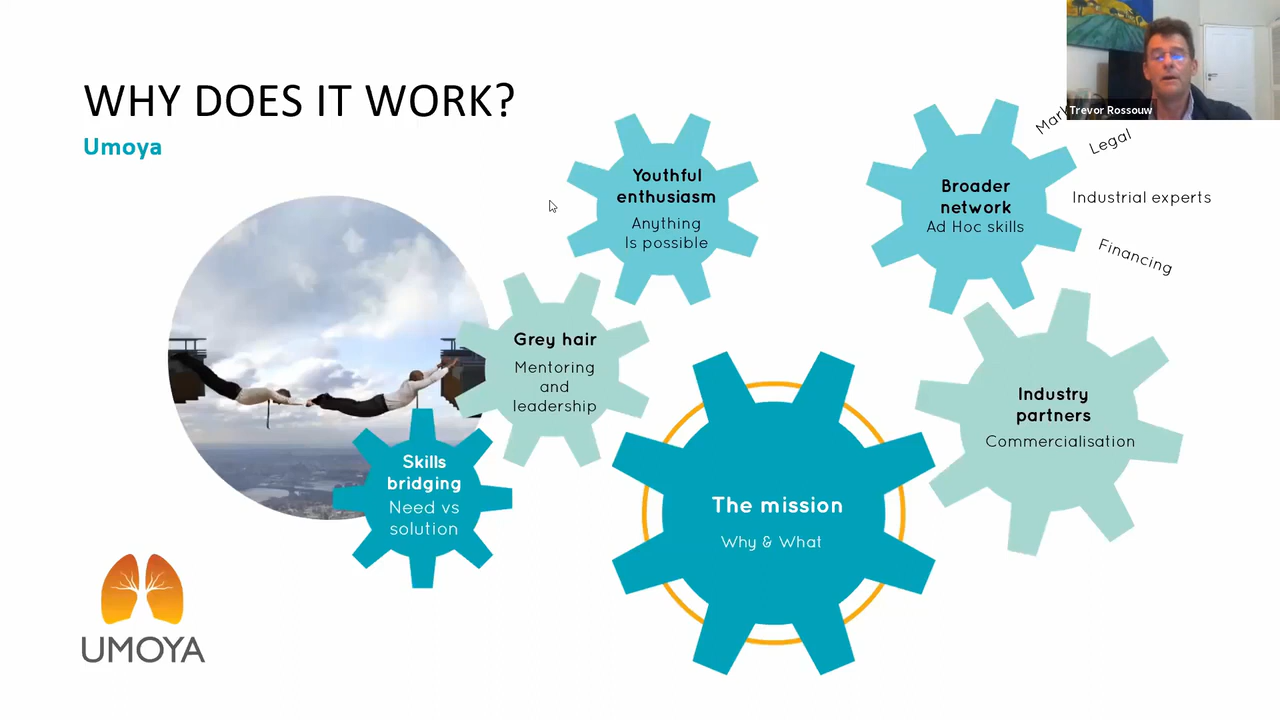 WHY DOES IT WORK?
Umoya
Youthful
enthusiasm
Anything
Is possible
Broader
network
Ad Hoc skills
Legal
Industrial experts
Financing
Trevor Rossouw
Grey hair
Mentoring
and
leadership
Industry
partners
Commercialisation
Skills
bridging
Need vs
solution
The mission
Why & What
UMOYA